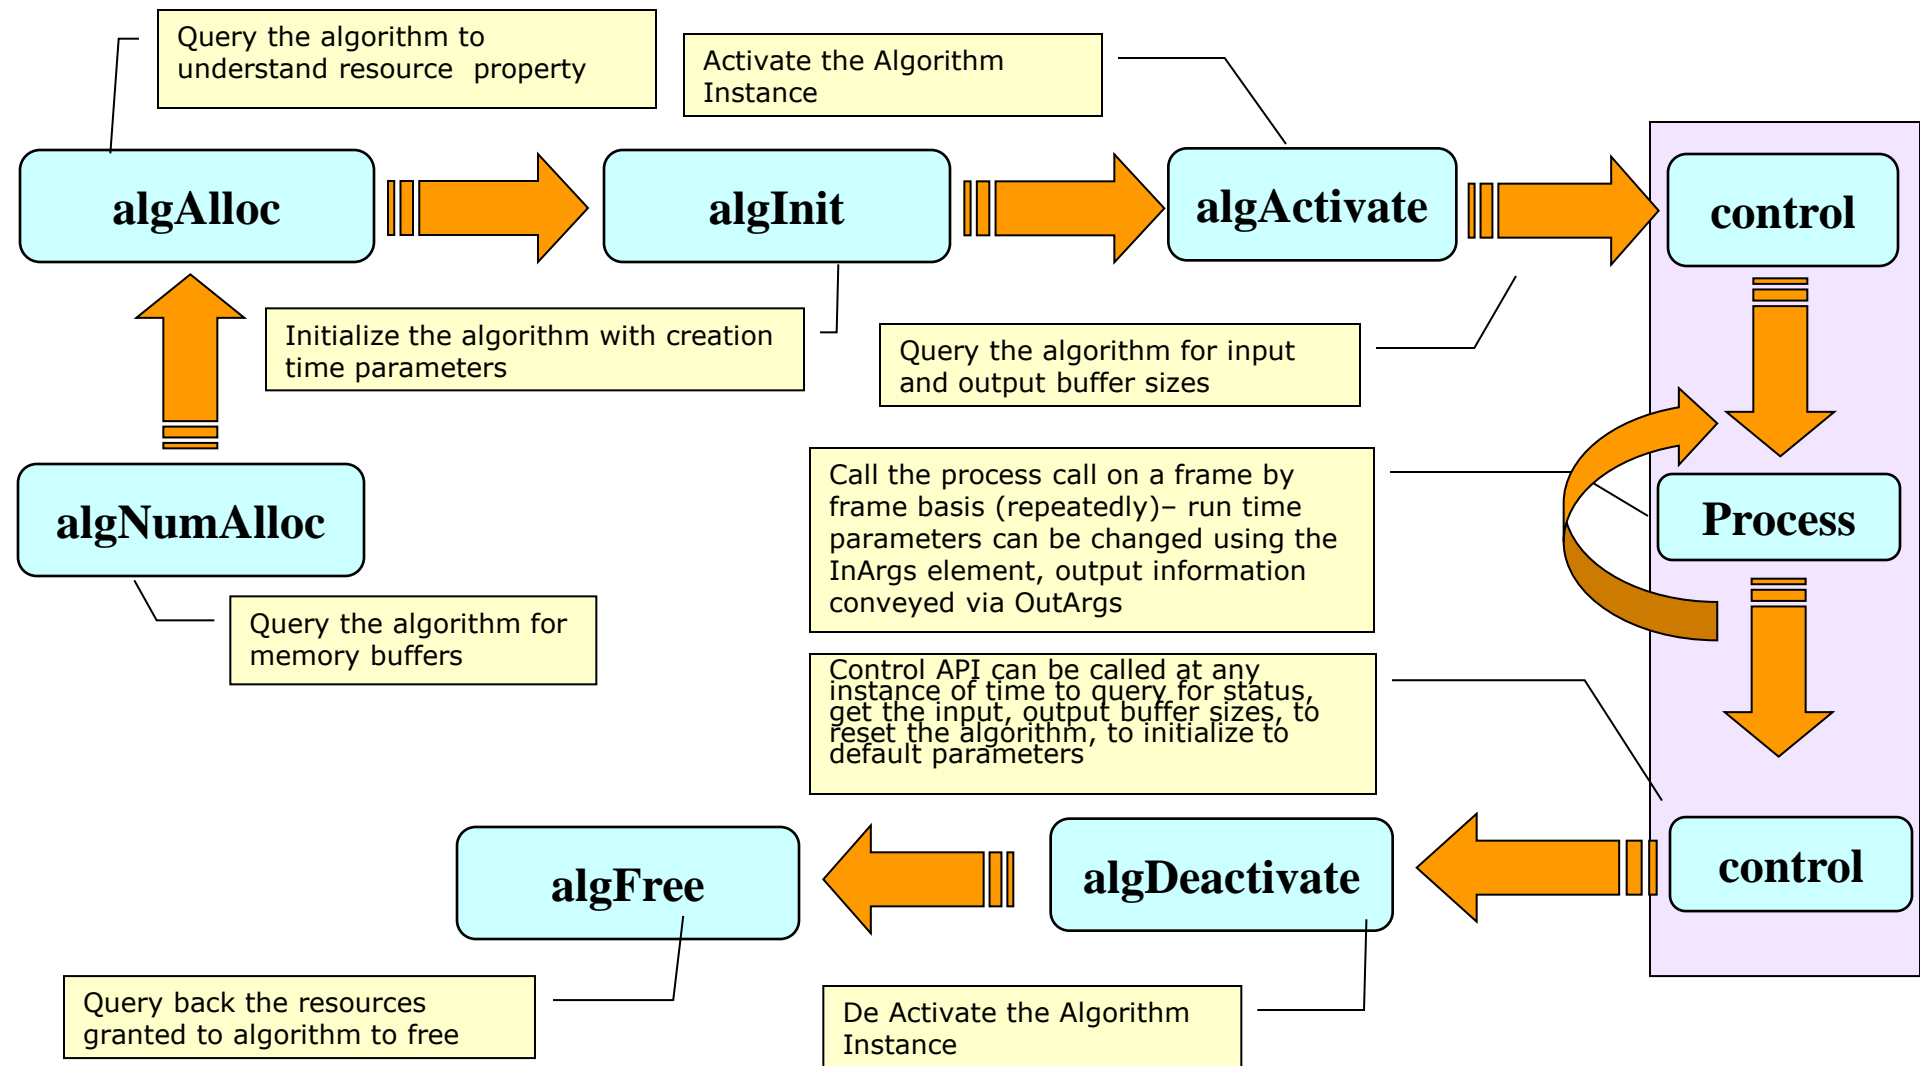 Query the algorithm to
understand resource property
Activate the Algorithm
Instance
algAlloc
algInit
algActivate
control
Initialize the algorithm with creation
time parameters
Query the algorithm for input
and output buffer sizes
algNumAlloc
Call the process call on a frame by
frame basis (repeatedly)– run time
parameters can be changed using the
InArgs element, output information
conveyed via OutArgs
Process
Query the algorithm for
memory buffers
Control API can be called at any
instance of time to query for status,
get the input, output buffer sizes, to
reset the algorithm, to initialize to
default parameters
algFree
algDeactivate
control
Query back the resources
granted to algorithm to free
De Activate the Algorithm
Instance